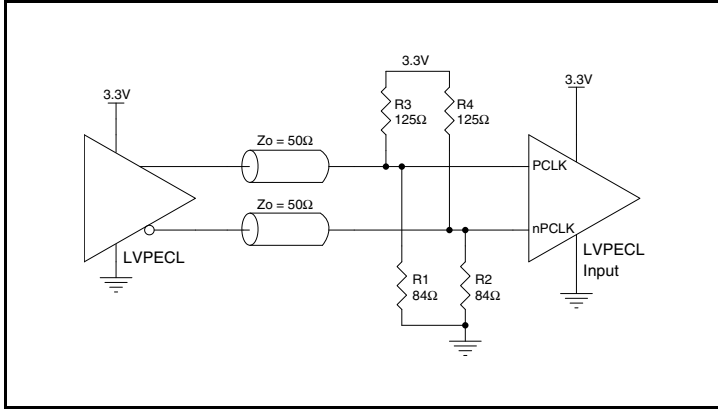 3.3V
3.3V
3.3V
R3
125Ω
R4
125Ω
Zo = 50Ω
PCLK
Zo = 50Ω
nPCLK
LVPECL
LVPECL
Input
R1
84Ω
R2
84Ω